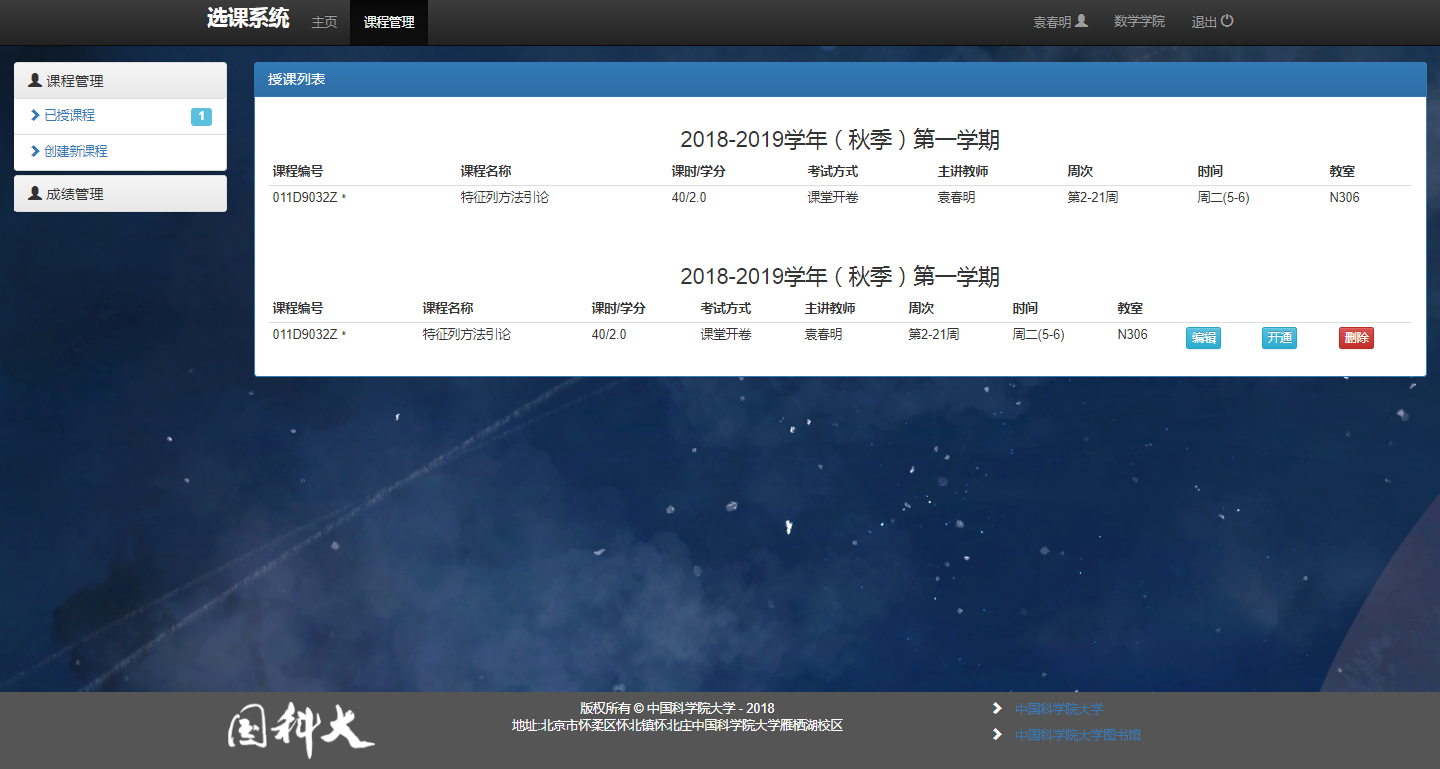 选课系统 主页 课程管理 袁春明 数学学院 退出
课程管理
已授课程 1
创建新课程
成绩管理
授课列表
2018-2019学年（秋季）第一学期
课程编号 课程名称 课时/学分 考试方式 主讲教师 周次 时间 教室
011D9032Z * 特征列方法引论 40/2.0 课堂开卷 袁春明 第2-21周 周二(5-6) N306
2018-2019学年（秋季）第一学期
课程编号 课程名称 课时/学分 考试方式 主讲教师 周次 时间 教室
011D9032Z * 特征列方法引论 40/2.0 课堂开卷 袁春明 第2-21周 周二(5-6) N306 编辑 开通 删除
国科大
版权所有 © 中国科学院大学 - 2018
地址:北京市怀柔区怀北镇怀北庄中国科学院大学雁栖湖校区
中国科学院大学
中国科学院大学图书馆